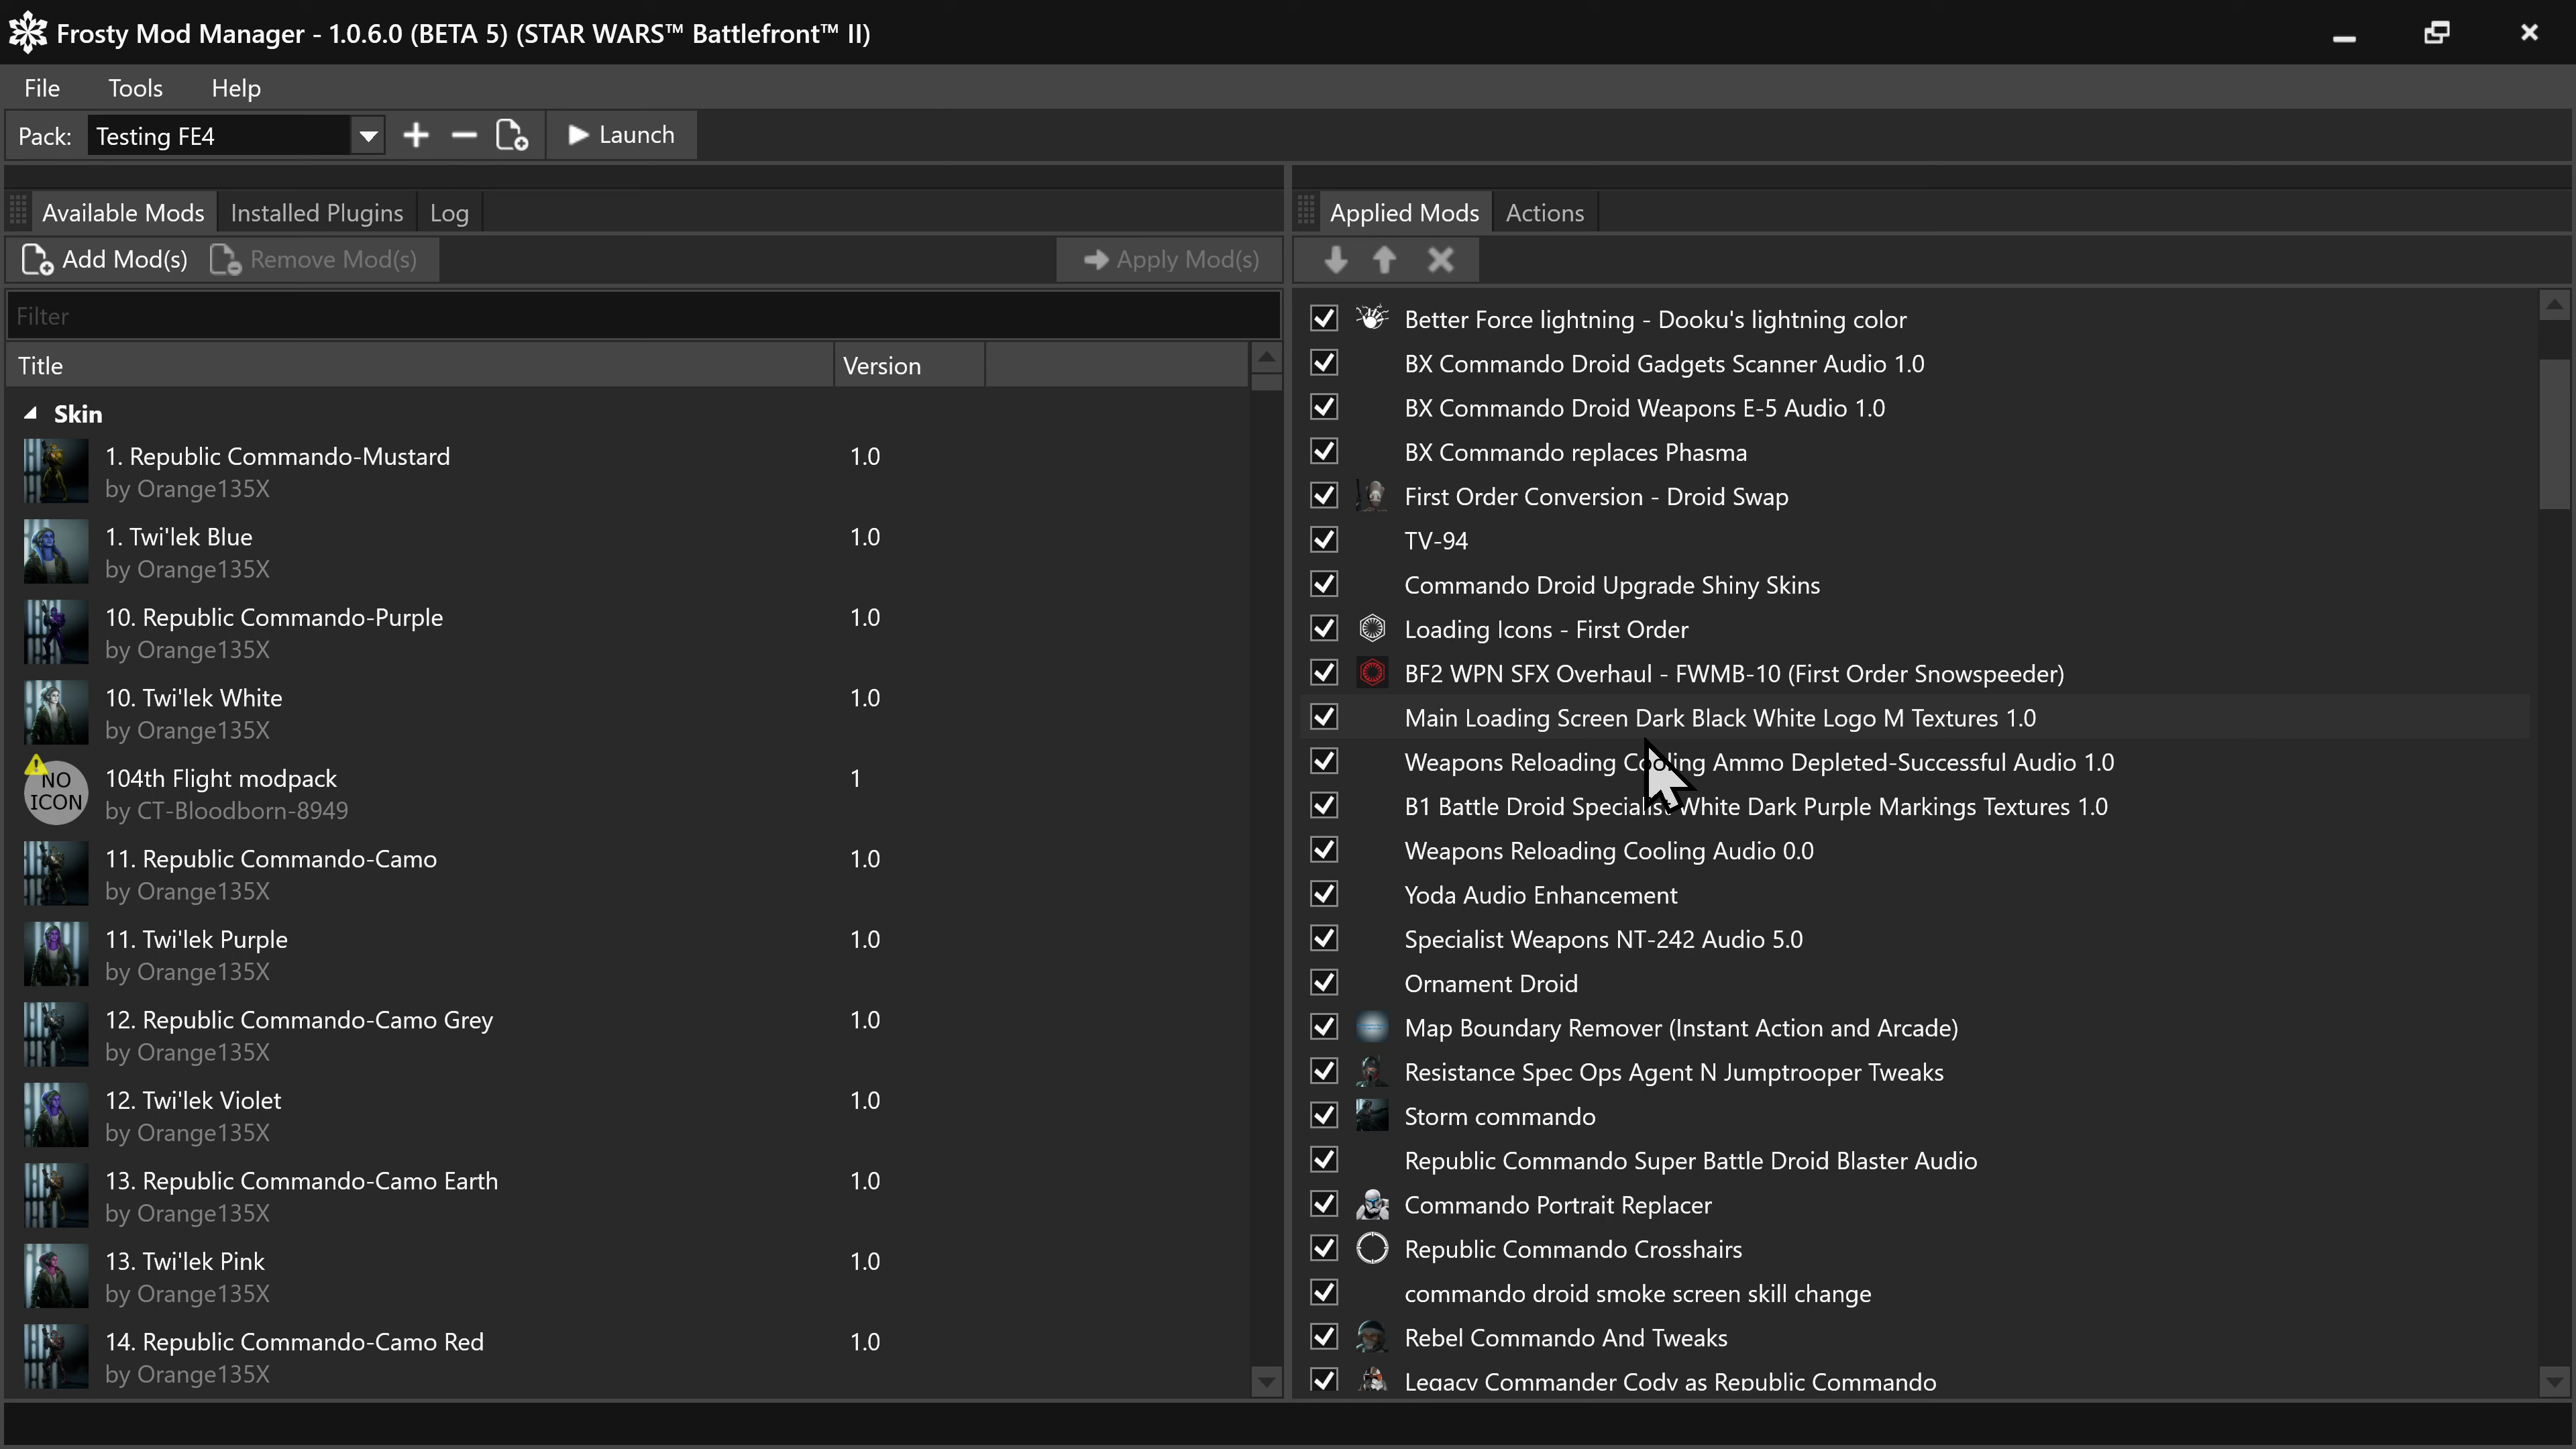 Frosty Mod Manager - 1.0.6.0 (BETA 5) (STAR WARS™ Battlefront™ II)
File Tools Help
Pack: Testing FE4 Launch
Available Mods Installed Plugins Log
Add Mod(s) Remove Mod(s) Apply Mod(s)
Filter
Title Version
Skin
1. Republic Commando-Mustard 1.0
by Orange135X
1. Twi'lek Blue 1.0
by Orange135X
10. Republic Commando-Purple 1.0
by Orange135X
10. Twi'lek White 1.0
by Orange135X
NO
ICON
104th Flight modpack 1
by CT-Bloodborn-8949
11. Republic Commando-Camo 1.0
by Orange135X
11. Twi'lek Purple 1.0
by Orange135X
12. Republic Commando-Camo Grey 1.0
by Orange135X
12. Twi'lek Violet 1.0
by Orange135X
13. Republic Commando-Camo Earth 1.0
by Orange135X
13. Twi'lek Pink 1.0
by Orange135X
14. Republic Commando-Camo Red 1.0
by Orange135X
Applied Mods Actions
Better Force lightning - Dooku's lightning color
BX Commando Droid Gadgets Scanner Audio 1.0
BX Commando Droid Weapons E-5 Audio 1.0
BX Commando replaces Phasma
First Order Conversion - Droid Swap
TV-94
Commando Droid Upgrade Shiny Skins
Loading Icons - First Order
BF2 WPN SFX Overhaul - FWMB-10 (First Order Snowspeeder)
Main Loading Screen Dark Black White Logo M Textures 1.0
Weapons Reloading Cooling Ammo Depleted-Successful Audio 1.0
B1 Battle Droid Specialist White Dark Purple Markings Textures 1.0
Weapons Reloading Cooling Audio 0.0
Yoda Audio Enhancement
Specialist Weapons NT-242 Audio 5.0
Ornament Droid
Map Boundary Remover (Instant Action and Arcade)
Resistance Spec Ops Agent N Jumptrooper Tweaks
Storm commando
Republic Commando Super Battle Droid Blaster Audio
Commando Portrait Replacer
Republic Commando Crosshairs
commando droid smoke screen skill change
Rebel Commando And Tweaks
Legacy Commander Cody as Republic Commando